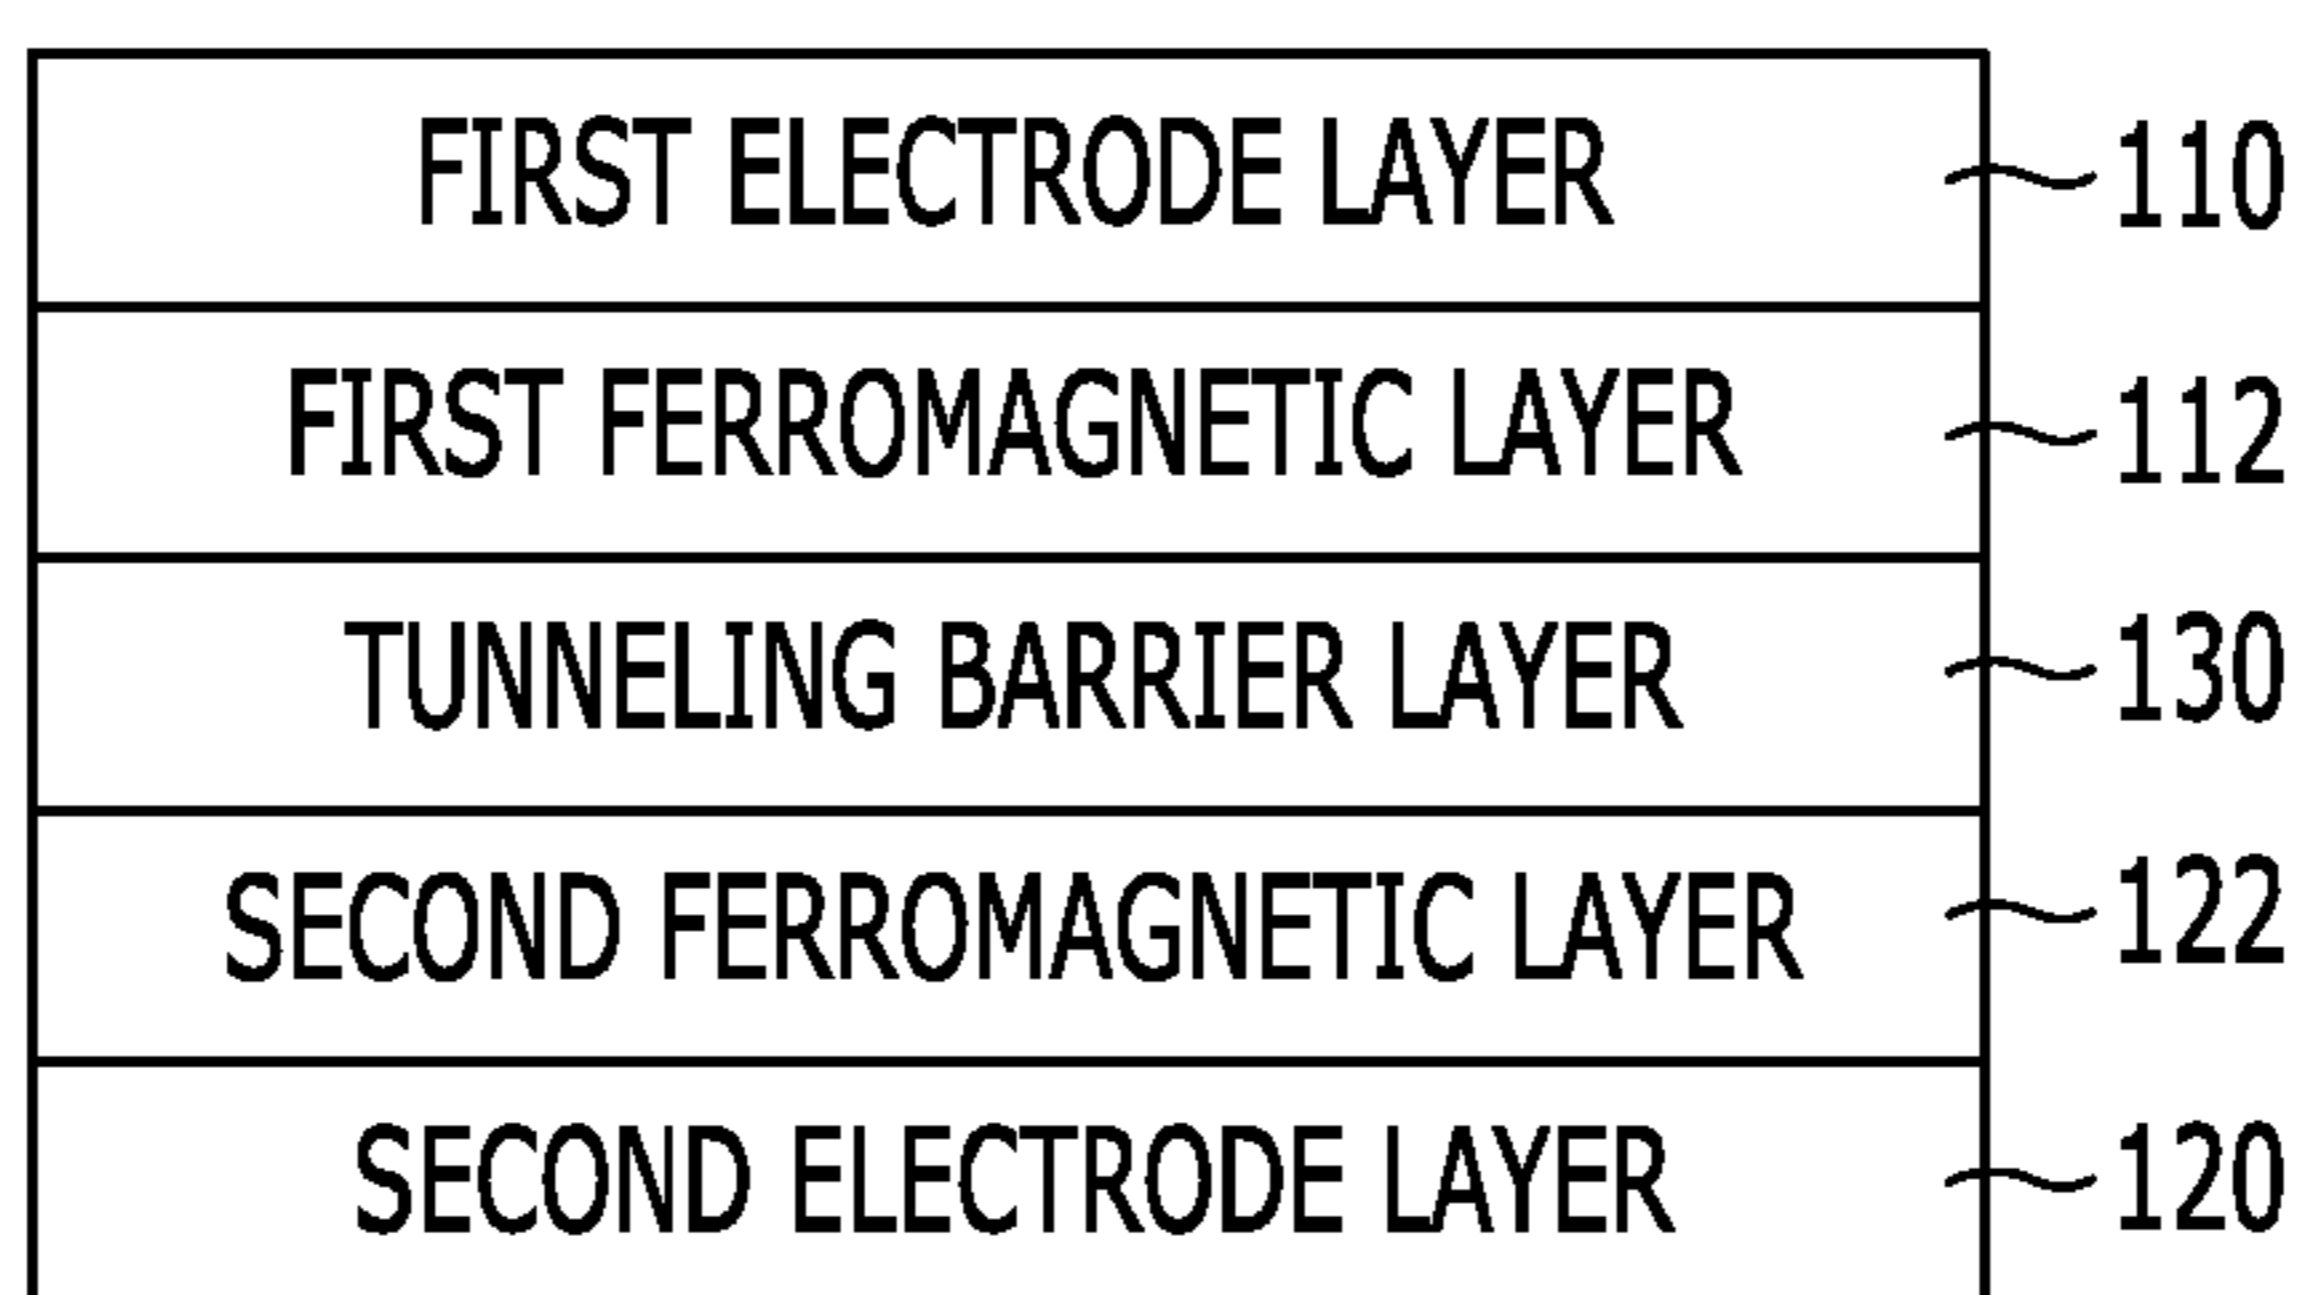 FIRST ELECTRODE LAYER 110
FIRST FERROMAGNETIC LAYER 112
TUNNELING BARRIER LAYER 130
SECOND FERROMAGNETIC LAYER 122
SECOND ELECTRODE LAYER 120